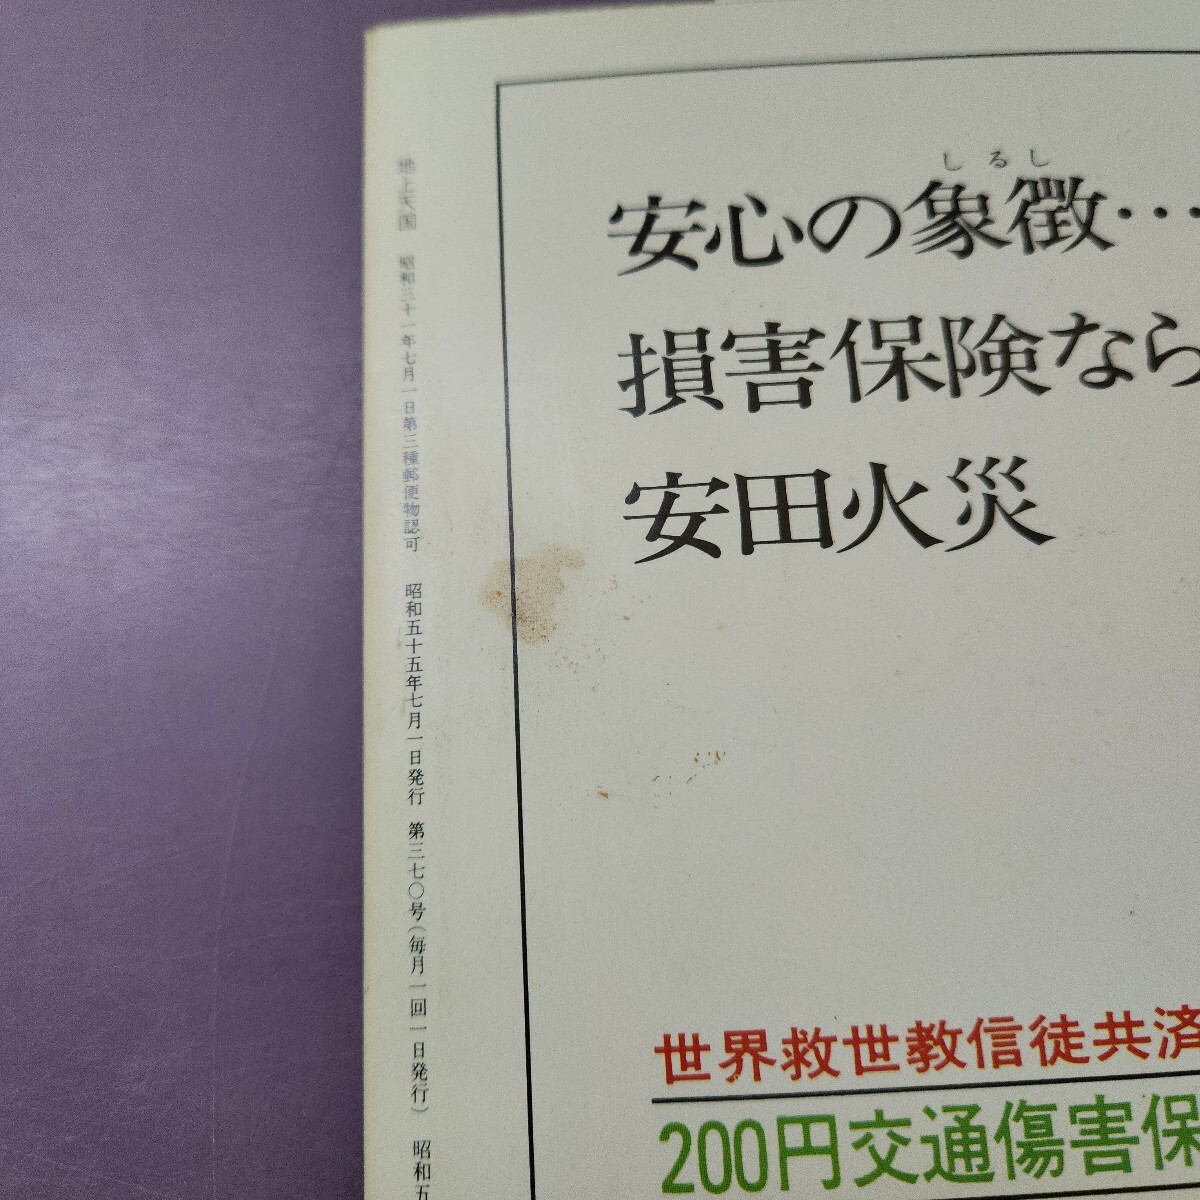 地上天国 昭和三十一年七月一日第三種郵便物認可 昭和五十五年七月一日発行 第三七〇号(毎月一回一日発行) 昭和五
しるし
安心の象徴…
損害保険なら
安田火災
世界救世教信徒共済
200円交通傷害保